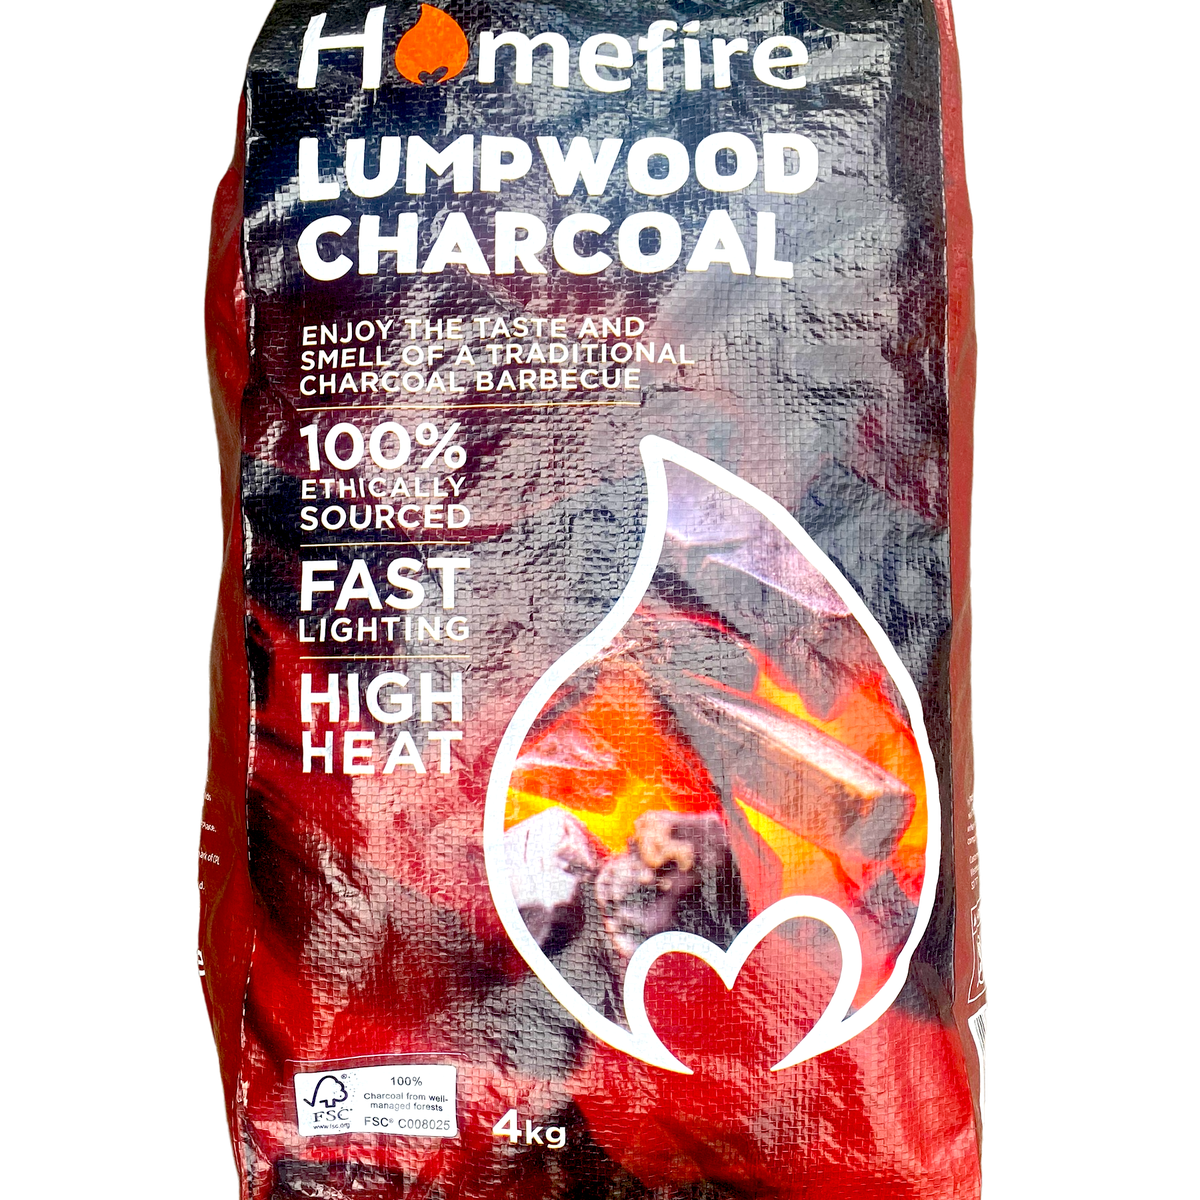 Homefire
LUMPWOOD
CHARCOAL
ENJOY THE TASTE AND
SMELL OF A TRADITIONAL
CHARCOAL BARBECUE
100%
ETHICALLY
SOURCED
FAST
LIGHTING
HIGH
HEAT
FSC®
www.fsc.org
100%
Charcoal from well-
managed forests
FSC® C008025
4kg